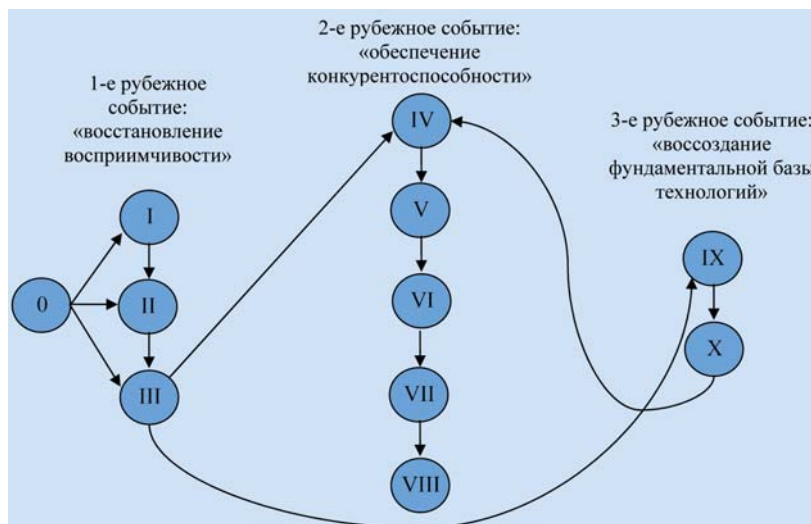 1-е рубежное
событие:
«восстановление
восприимчивости»
2-е рубежное событие:
«обеспечение
конкурентоспособности»
3-е рубежное событие:
«воссоздание
фундаментальной базы
технологий»
0
I
II
III
IV
V
VI
VII
VIII
IX
X